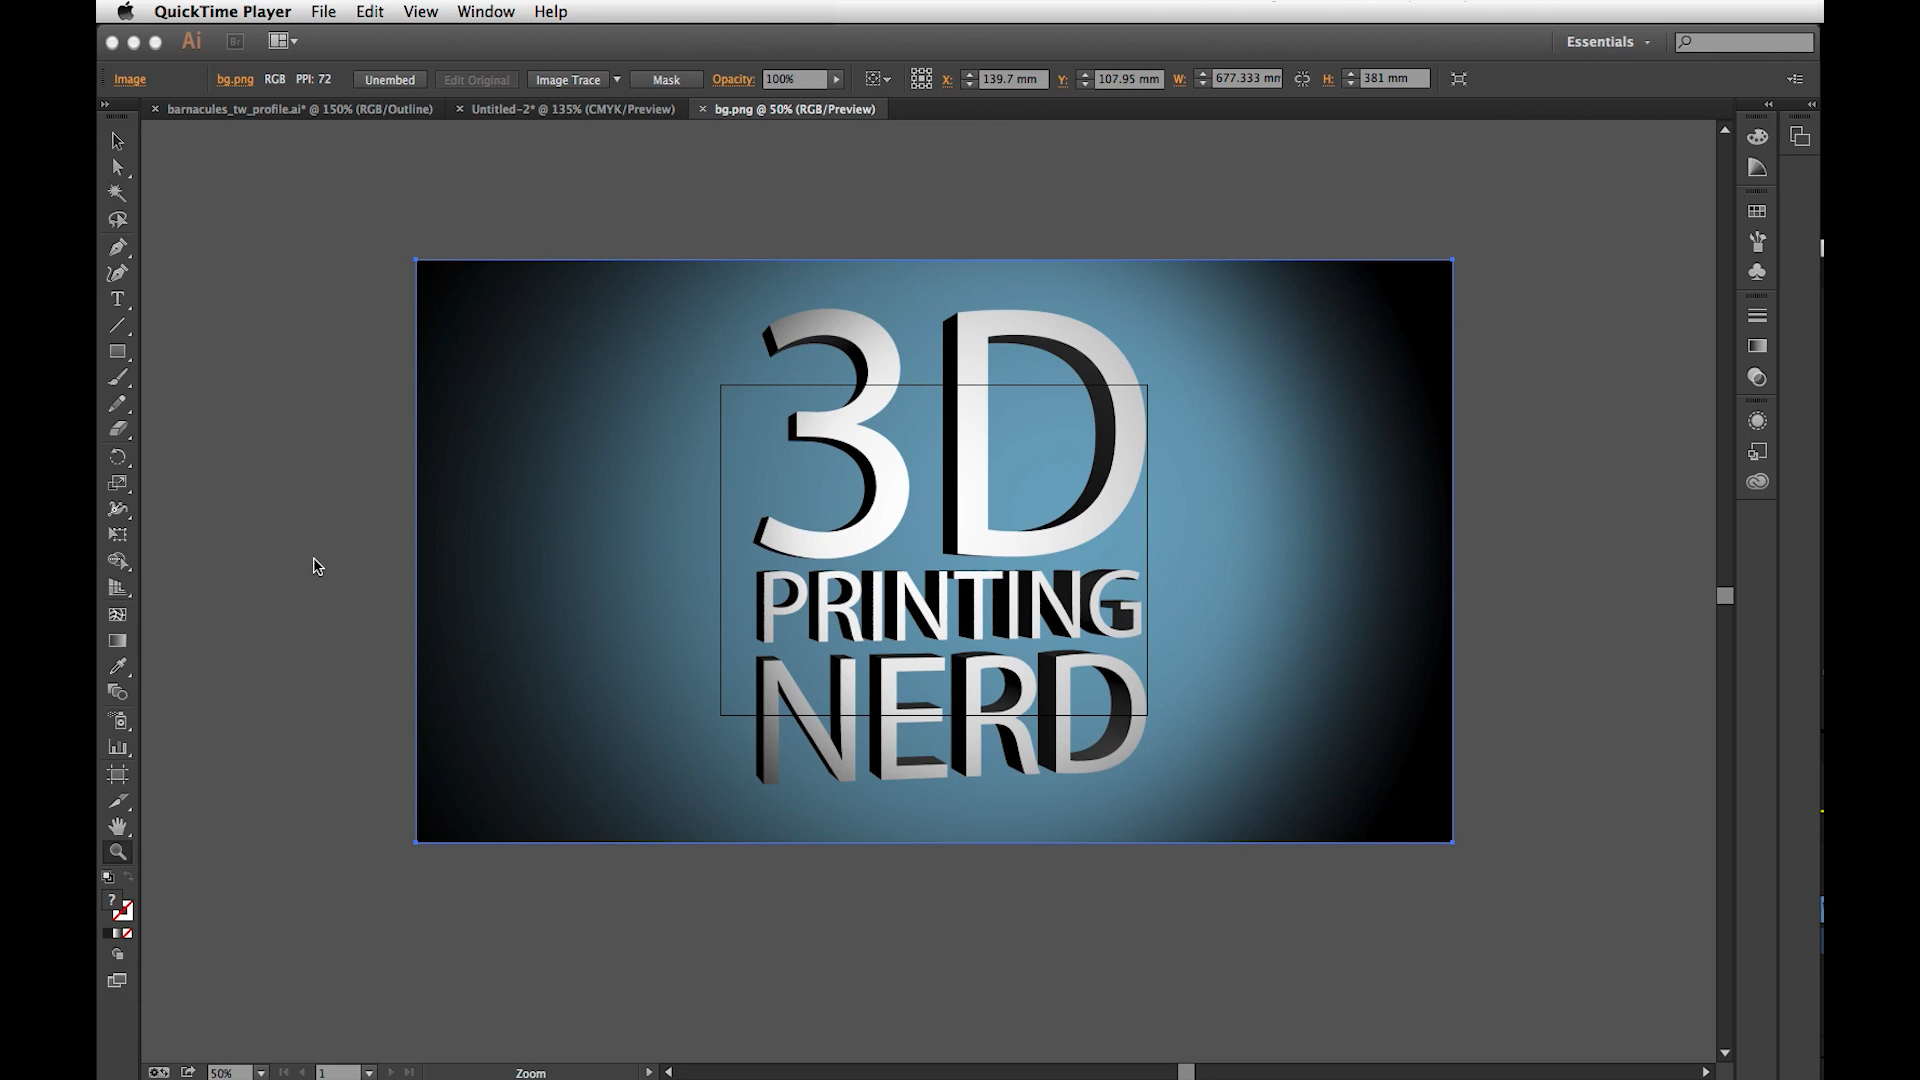 QuickTime Player File Edit View Window Help
Ai Br Essentials
Image bg.png RGB PPI: 72 Unembed Edit Original Image Trace Mask Opacity: 100% X: 139.7 mm Y: 107.95 mm W: 677.333 mm H: 381 mm
barnacules_tw_profile.ai* @ 150% (RGB/Outline) Untitled-2* @ 135% (CMYK/Preview) bg.png @ 50% (RGB/Preview)
3D
PRINTING
NERD
?
50% 1 Zoom